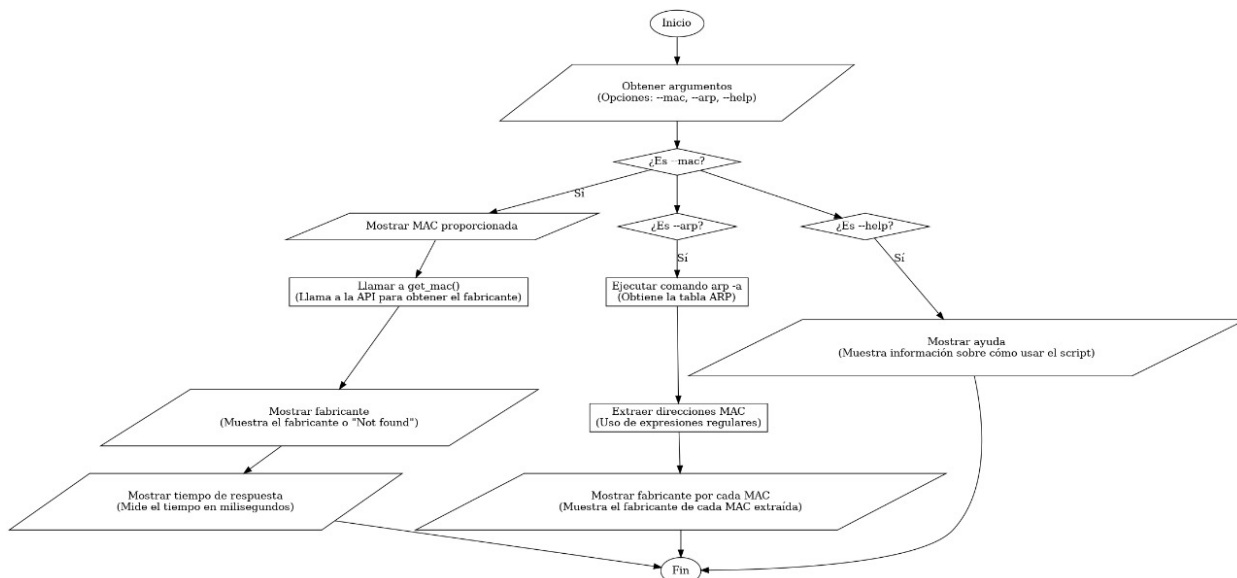 Inicio
Obtener argumentos
(Opciones: --mac, --arp, --help)
¿Es --mac?
Sí
Mostrar MAC proporcionada
¿Es --arp?
¿Es --help?
Sí
Sí
Llamar a get_mac()
(Llama a la API para obtener el fabricante)
Ejecutar comando arp -a
(Obtiene la tabla ARP)
Mostrar ayuda
(Muestra información sobre cómo usar el script)
Mostrar fabricante
(Muestra el fabricante o "Not found")
Extraer direcciones MAC
(Uso de expresiones regulares)
Mostrar tiempo de respuesta
(Mide el tiempo en milisegundos)
Mostrar fabricante por cada MAC
(Muestra el fabricante de cada MAC extraída)
Fin